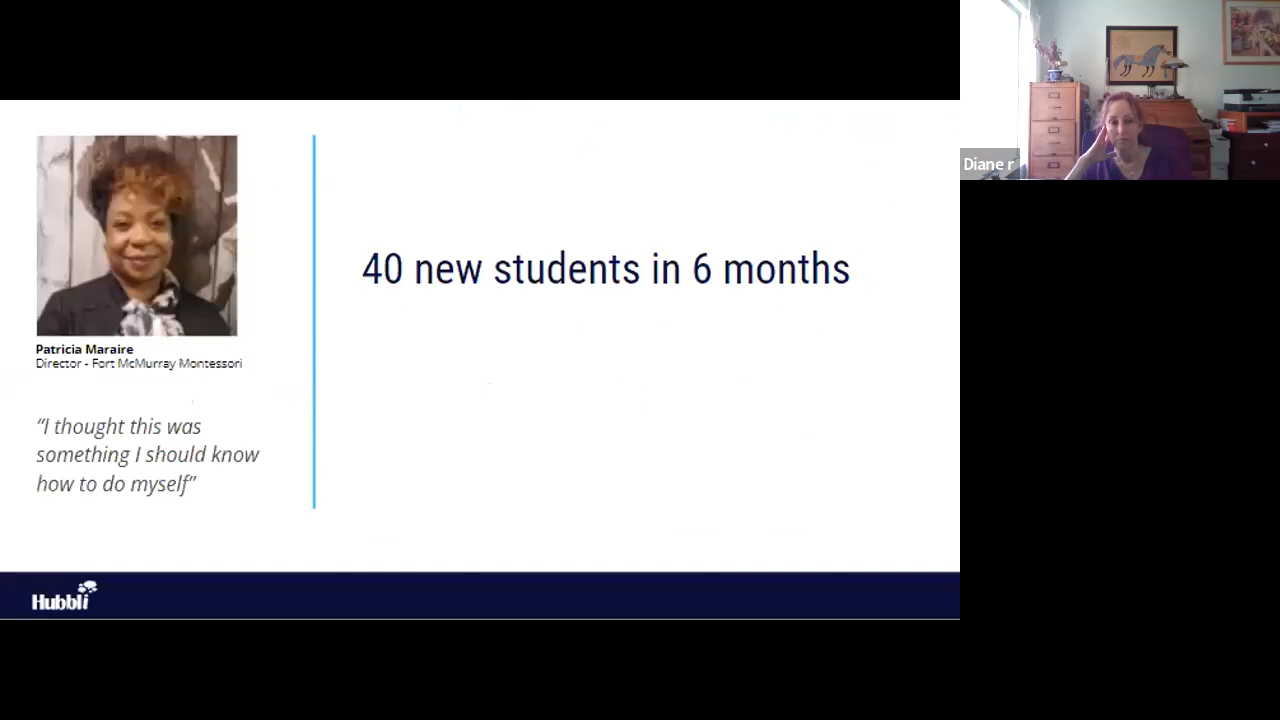 Diane r
40 new students in 6 months
Patricia Maraire
Director - Fort McMurray Montessori
“I thought this was
something I should know
how to do myself”
Hubbli